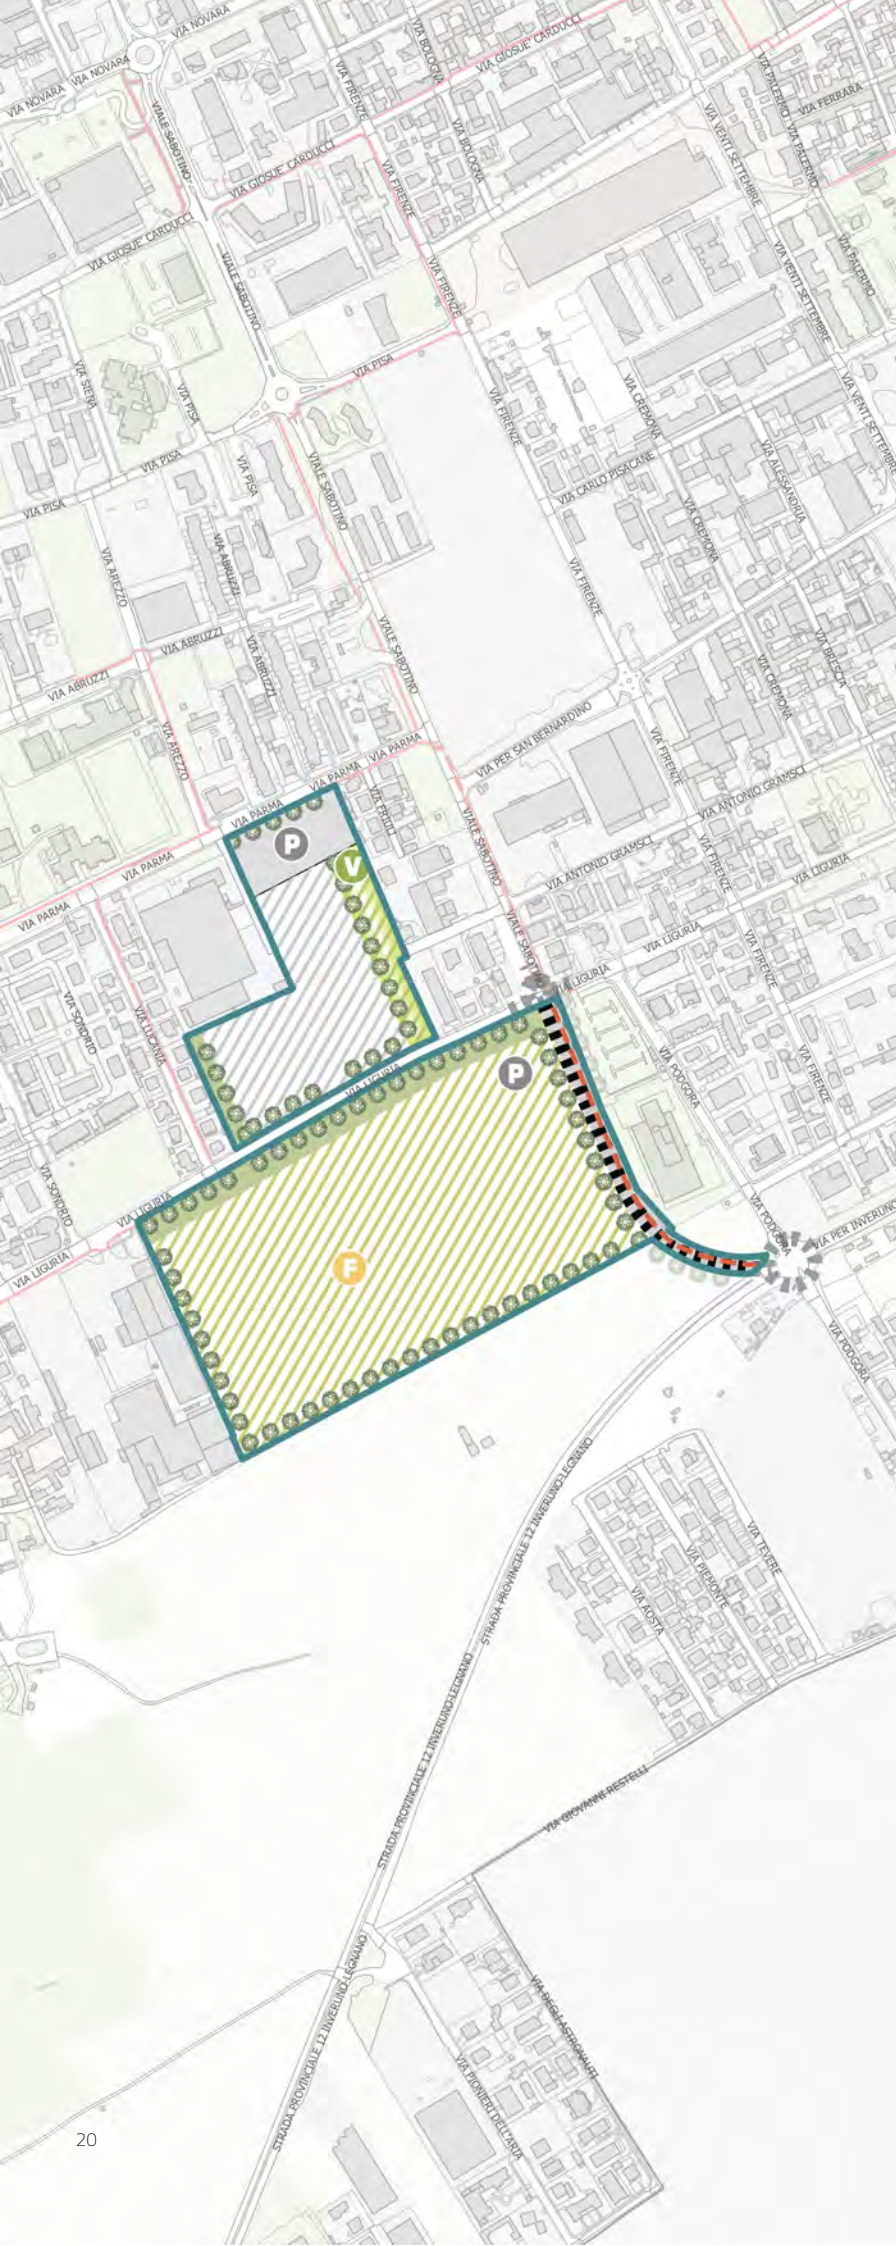 VIA NOVARA
VIA NOVARA
VIA NOVARA
VIA BOLOGNA
VIA GIOSUE' CARDUCCI
VIA FIRENZE
VIALE SABOTINO
VIA PALERMO
VIA FERRARA
VIA VENTI SETTEMBRE
VIA PALERMO
VIA BOLOGNA
VIA GIOSUE' CARDUCCI
VIA FIRENZE
VIA GIOSUE' CARDUCCI
VIALE SABOTINO
VIA FIRENZE
VIA VENTI SETTEMBRE
VIA PALERMO
VIA SIENA
VIA PISA
VIA PISA
VIA FIRENZE
VIA CREMONA
VIA VENTI SETTEMBRE
VIA PISA
VIA PISA
VIALE SABOTINO
VIA CARLO PISACANE
VIA ALESSANDRIA
VIA PISA
VIA CREMONA
VIA AREZZO
VIA ABRUZZI
VIA FIRENZE
VIA ABRUZZI
VIALE SABOTINO
VIA BRESCIA
VIA ABRUZZI
VIA ABRUZZI
VIA CREMONA
VIA AREZZO
VIA PARMA
VIA PARMA
VIA PER SAN BERNARDINO
VIA FIRENZE
VIA PARMA
VIA FRIULI
VIA ANTONIO GRAMSCI
P
VIALE SABOTINO
V
VIA PARMA
VIA ANTONIO GRAMSCI
VIA FIRENZE
VIA LIGURIA
VIA PARMA
VIALE SABOTINO
VIA LIGURIA
VIA FIRENZE
VIA LIGURIA
VIA SONDRIO
VIA LUCANIA
VIA LIGURIA
P
VIA PODGORA
VIA FIRENZE
VIA SONDRIO
VIA LIGURIA
VIA PODGORA
VIA PER INVERUNO
VIA LIGURIA
F
VIA PODGORA
STRADA PROVINCIALE 12 INVERUNO-LEGNANO
VIA TEVERE
VIA PIEMONTE
VIA AOSTA
STRADA PROVINCIALE 12 INVERUNO-LEGNANO
VIA GIOVANNI RESTELLI
STRADA PROVINCIALE 12 INVERUNO-LEGNANO
VIA DEGLI ASTRONAUTI
VIA PIONIERI DELL'ARIA
20